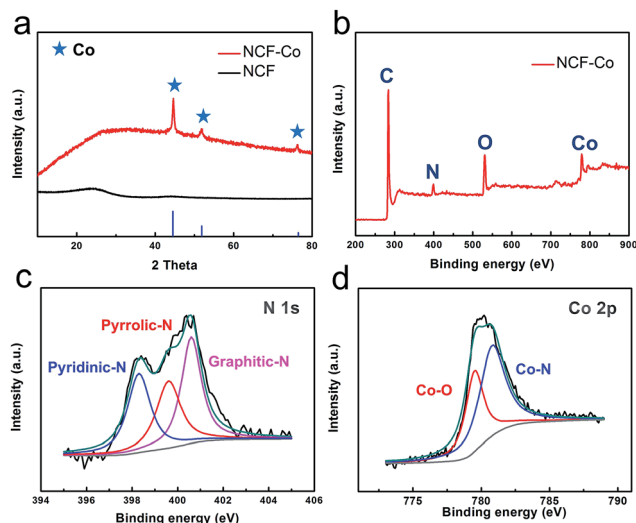 a
★ Co
NCF-Co
NCF
Intensity (a.u.)
20 40 60 80
2 Theta
b
NCF-Co
C
N
O
Co
Intensity (a.u.)
200 300 400 500 600 700 800 900
Binding energy (eV)
c
N 1s
Pyrrolic-N
Pyridinic-N
Graphitic-N
Intensity (a.u.)
394 396 398 400 402 404 406
Binding energy (eV)
d
Co 2p
Co-N
Co-O
Intensity (a.u.)
775 780 785 790
Binding energy (eV)